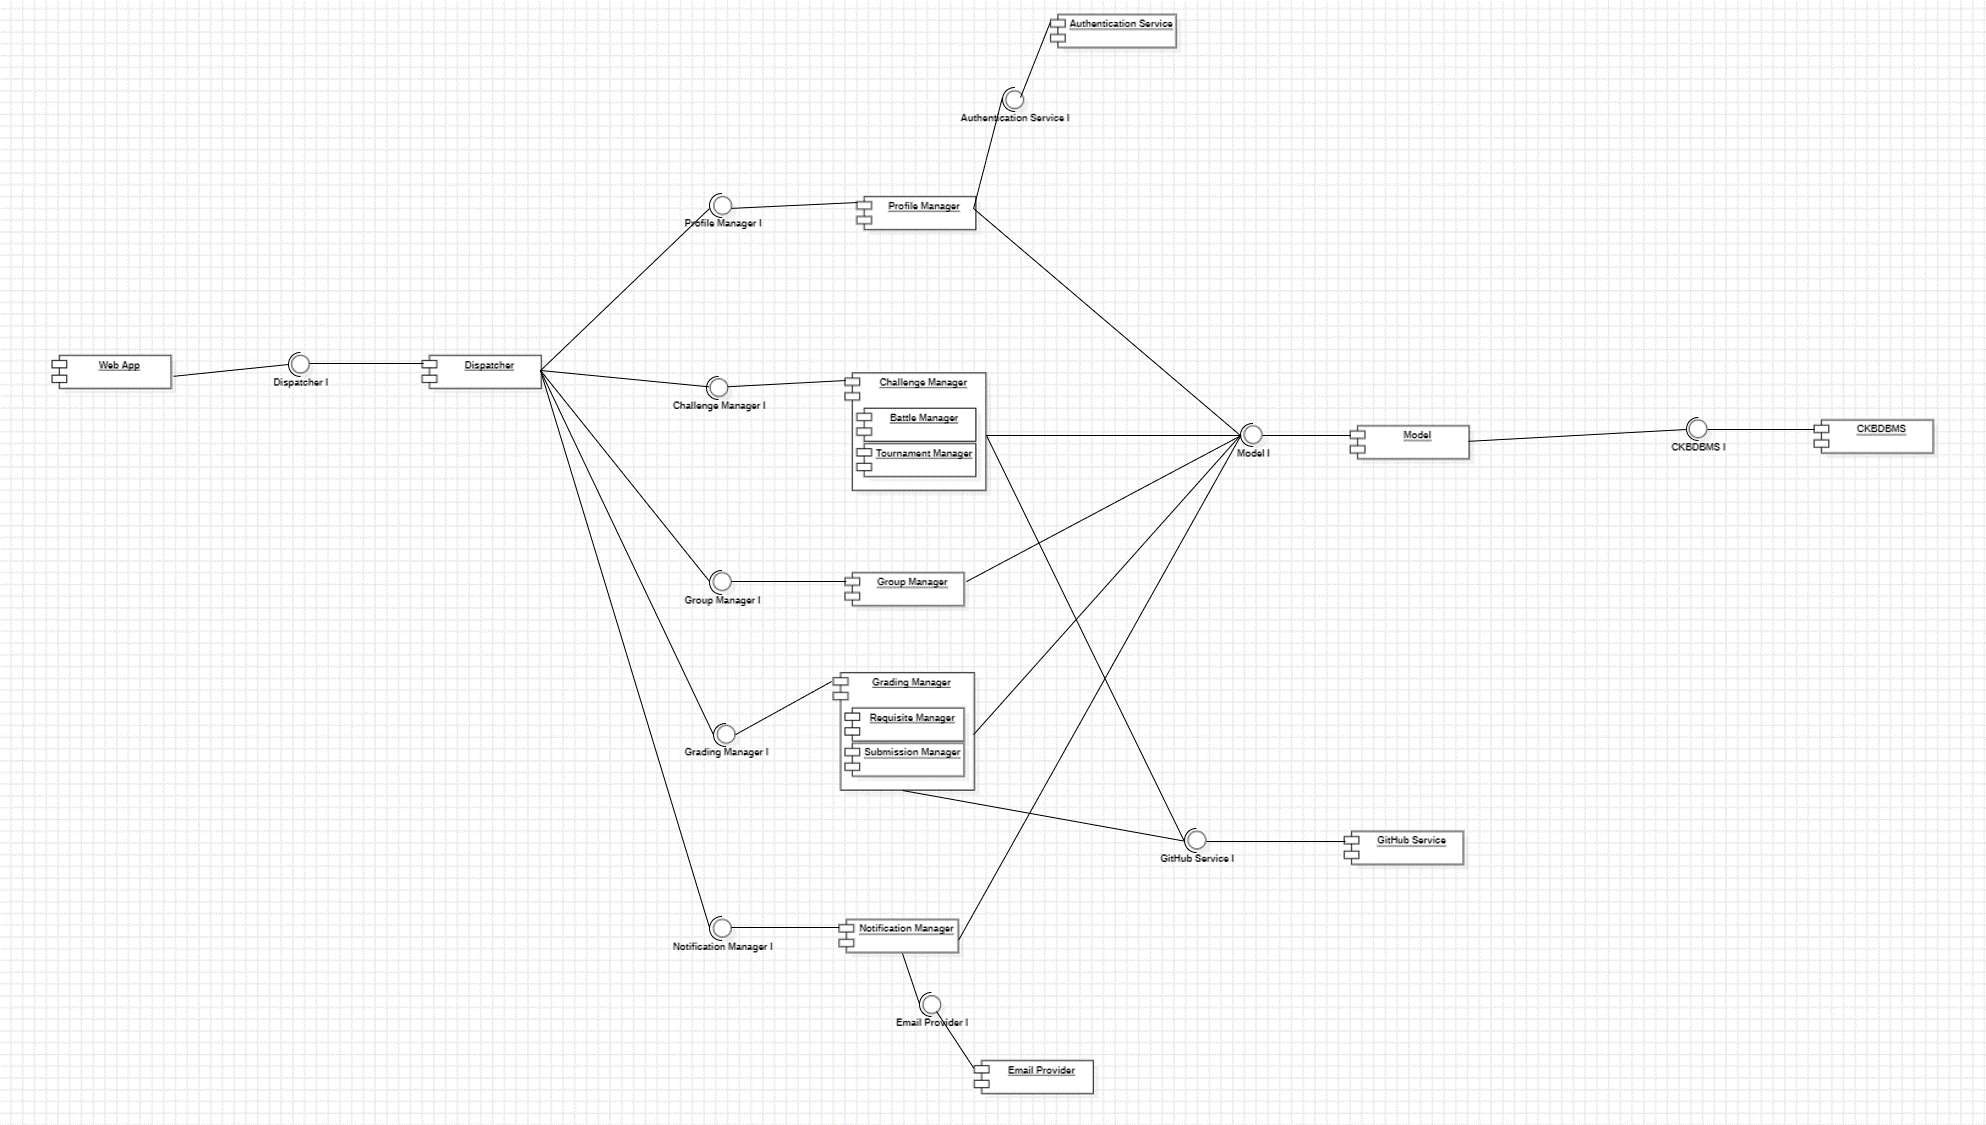 Authentication Service
Authentication Service I
Profile Manager
Profile Manager I
Web App
Dispatcher I
Dispatcher
Challenge Manager
Challenge Manager I
Battle Manager
Tournament Manager
Model I
Model
CKBDBMS I
CKBDBMS
Group Manager
Group Manager I
Grading Manager
Requisite Manager
Submission Manager
Grading Manager I
GitHub Service I
GitHub Service
Notification Manager
Notification Manager I
Email Provider I
Email Provider